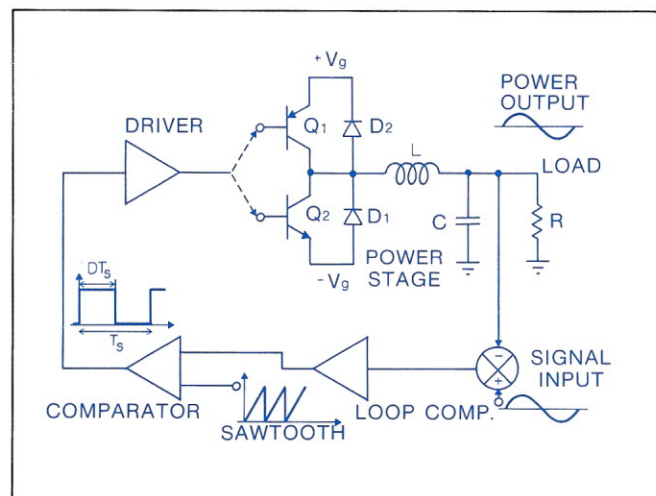 +Vg
POWER
OUTPUT
DRIVER
Q1
D2
L
LOAD
Q2
D1
C
R
POWER
STAGE
-Vg
DTs
Ts
-
+
SIGNAL
INPUT
COMPARATOR
SAWTOOTH
LOOP COMP.